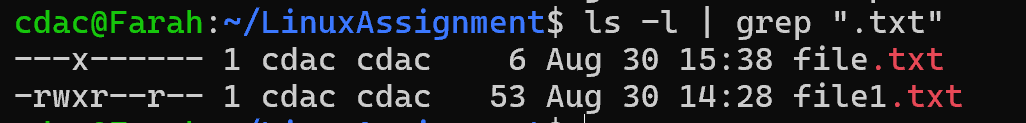 cdac@Farah:~/LinuxAssignment$ ls -l | grep ".txt"
---x------ 1 cdac cdac    6 Aug 30 15:38 file.txt
-rwxr--r-- 1 cdac cdac   53 Aug 30 14:28 file1.txt